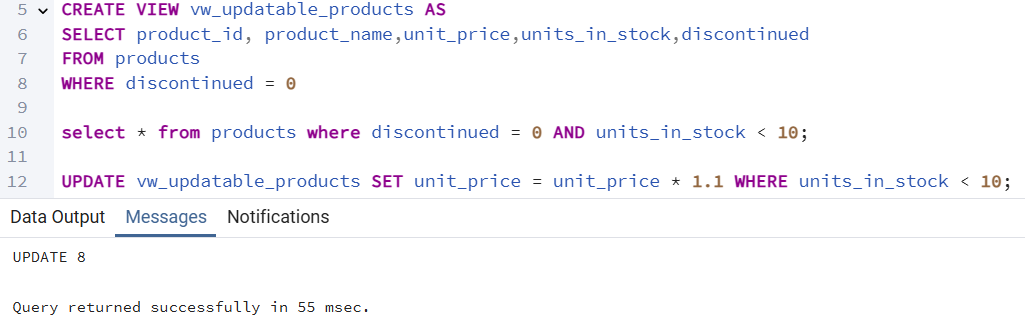 5 CREATE VIEW vw_updatable_products AS
6 SELECT product_id, product_name,unit_price,units_in_stock,discontinued
7 FROM products
8 WHERE discontinued = 0
9
10 select * from products where discontinued = 0 AND units_in_stock < 10;
11
12 UPDATE vw_updatable_products SET unit_price = unit_price * 1.1 WHERE units_in_stock < 10;
Data Output Messages Notifications
UPDATE 8
Query returned successfully in 55 msec.